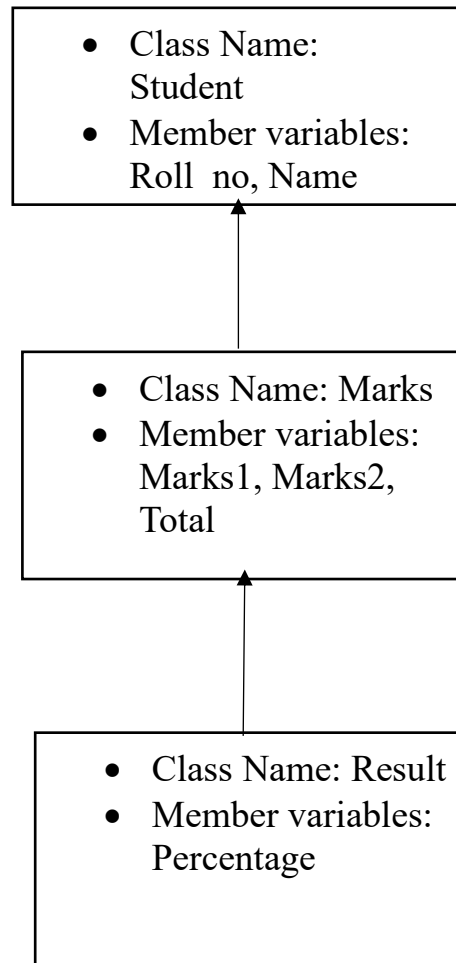 • Class Name:
Student
• Member variables:
Roll no, Name
• Class Name: Marks
• Member variables:
Marks1, Marks2,
Total
• Class Name: Result
• Member variables:
Percentage